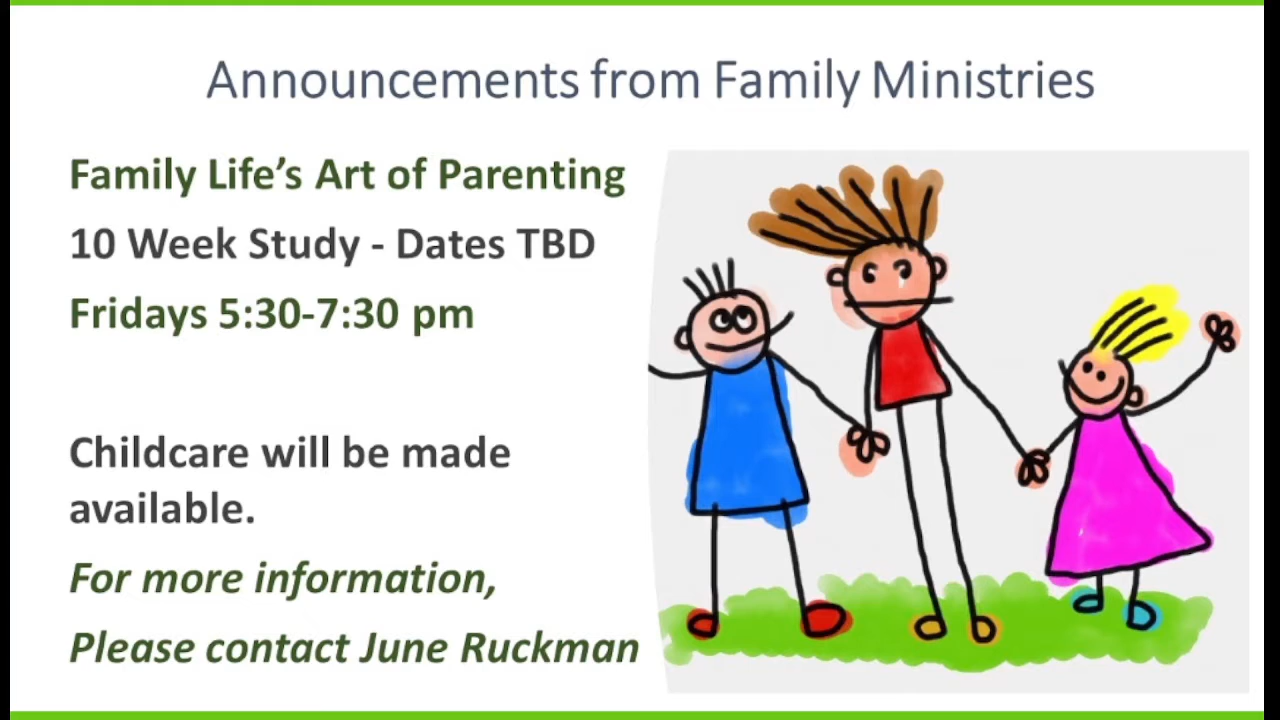 Announcements from Family Ministries
Family Life’s Art of Parenting
10 Week Study - Dates TBD
Fridays 5:30-7:30 pm
Childcare will be made
available.
For more information,
Please contact June Ruckman